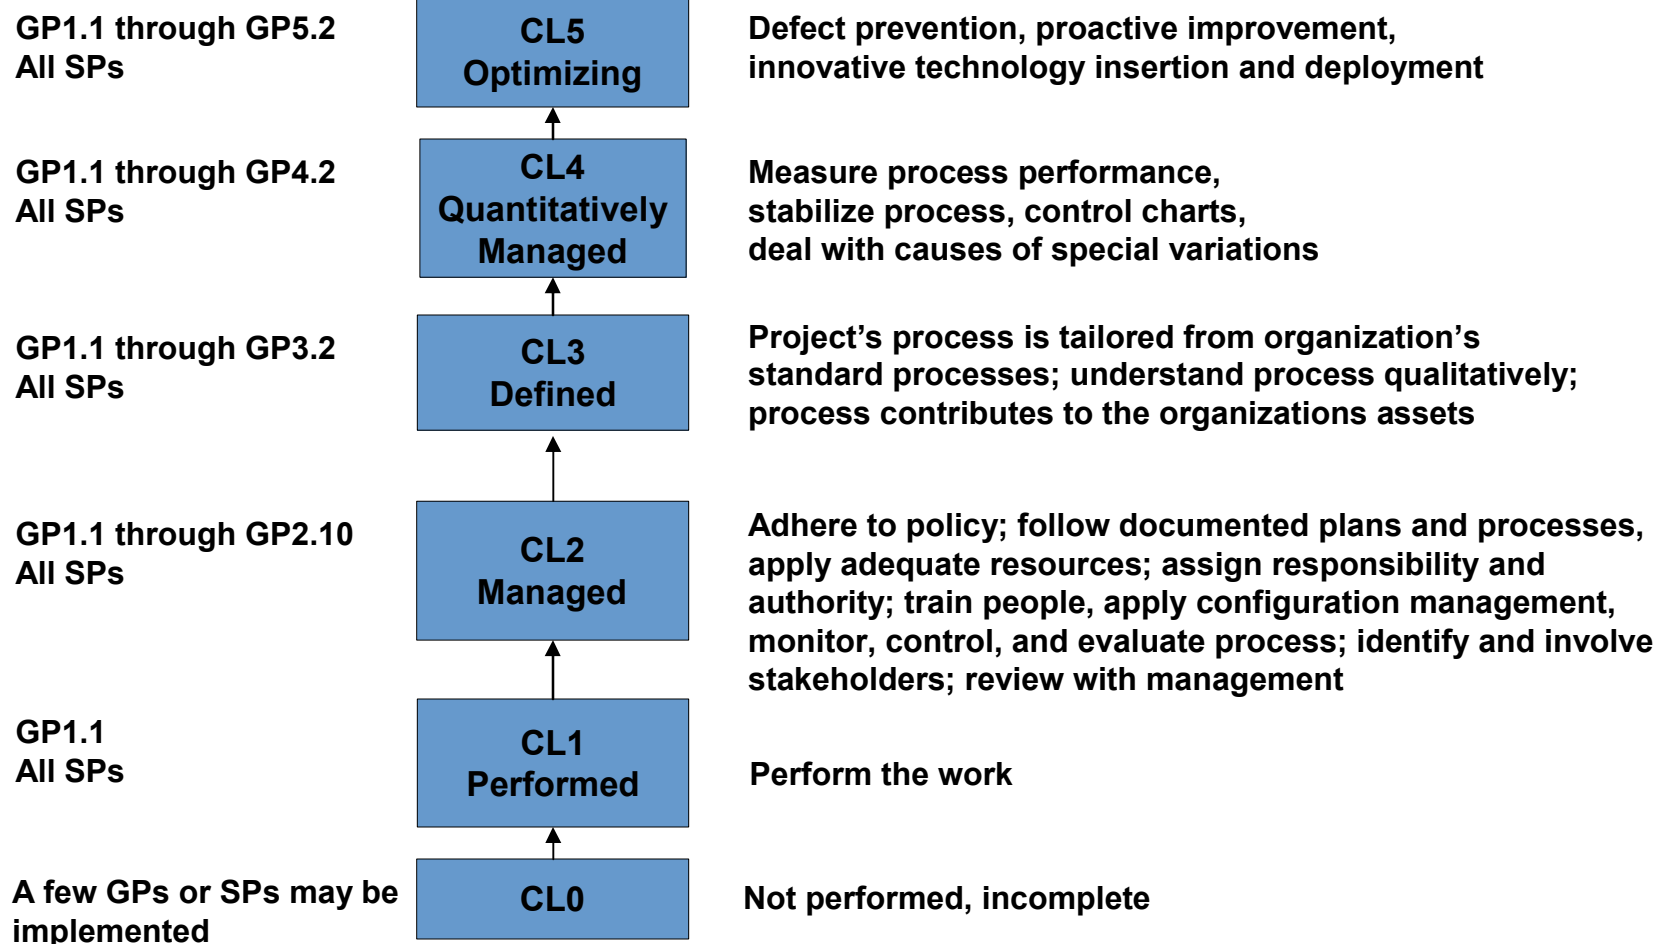 GP1.1 through GP5.2
All SPs
CL5
Optimizing
Defect prevention, proactive improvement,
innovative technology insertion and deployment
GP1.1 through GP4.2
All SPs
CL4
Quantitatively
Managed
Measure process performance,
stabilize process, control charts,
deal with causes of special variations
GP1.1 through GP3.2
All SPs
CL3
Defined
Project’s process is tailored from organization’s
standard processes; understand process qualitatively;
process contributes to the organizations assets
GP1.1 through GP2.10
All SPs
CL2
Managed
Adhere to policy; follow documented plans and processes,
apply adequate resources; assign responsibility and
authority; train people, apply configuration management,
monitor, control, and evaluate process; identify and involve
stakeholders; review with management
GP1.1
All SPs
CL1
Performed
Perform the work
A few GPs or SPs may be
implemented
CL0
Not performed, incomplete